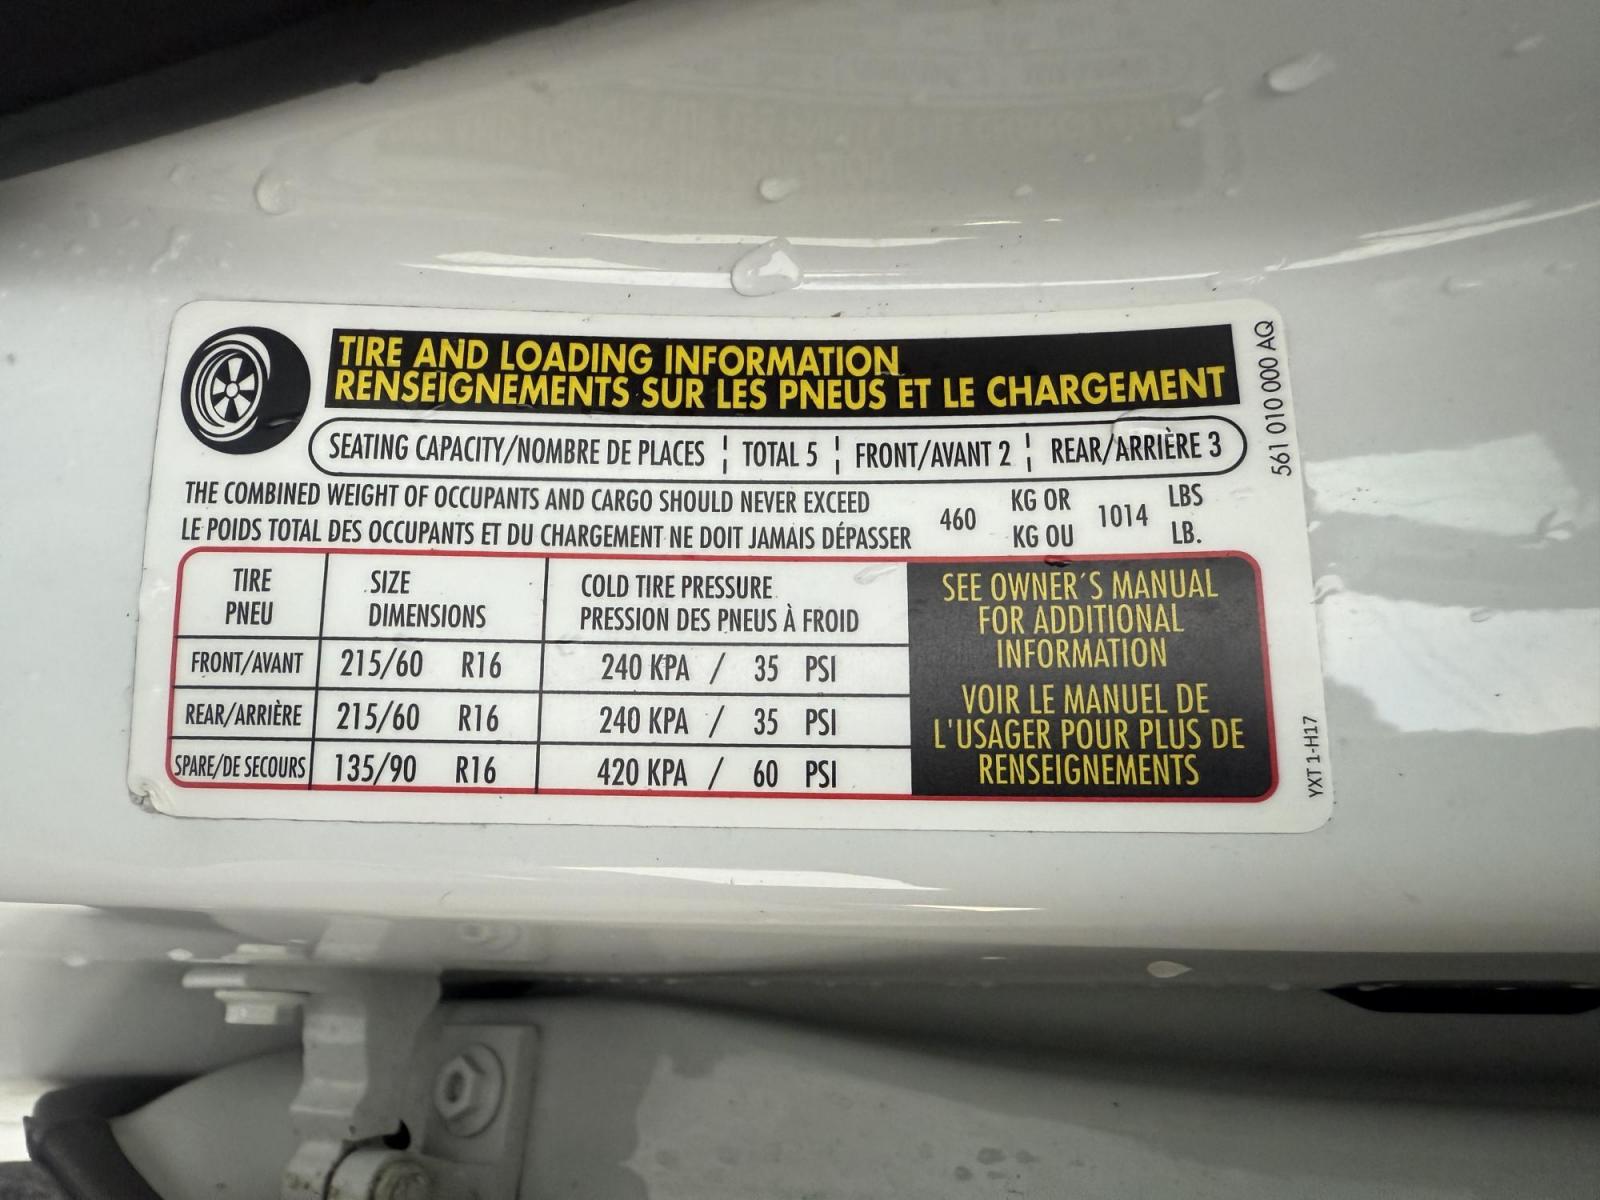 TIRE AND LOADING INFORMATION
RENSEIGNEMENTS SUR LES PNEUS ET LE CHARGEMENT
561 010 000 AQ
SEATING CAPACITY/NOMBRE DE PLACES ¦ TOTAL 5 ¦ FRONT/AVANT 2 ¦ REAR/ARRIÈRE 3
THE COMBINED WEIGHT OF OCCUPANTS AND CARGO SHOULD NEVER EXCEED
LE POIDS TOTAL DES OCCUPANTS ET DU CHARGEMENT NE DOIT JAMAIS DÉPASSER
460 KG OR 1014 LBS
KG OU LB.
TIRE SIZE COLD TIRE PRESSURE
PNEU DIMENSIONS PRESSION DES PNEUS À FROID
FRONT/AVANT 215/60 R16 240 KPA / 35 PSI
REAR/ARRIÈRE 215/60 R16 240 KPA / 35 PSI
SPARE/DE SECOURS 135/90 R16 420 KPA / 60 PSI
SEE OWNER´S MANUAL
FOR ADDITIONAL
INFORMATION
VOIR LE MANUEL DE
L'USAGER POUR PLUS DE
RENSEIGNEMENTS
YXT 1-H17